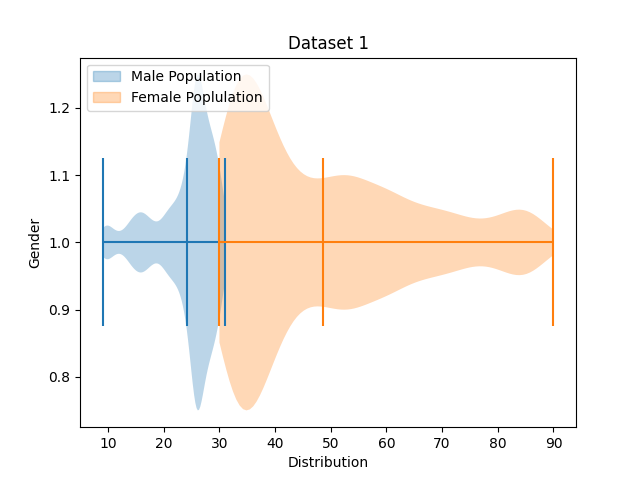 Dataset 1
Male Population
Female Poplulation
Gender
1.2
1.1
1.0
0.9
0.8
10 20 30 40 50 60 70 80 90
Distribution